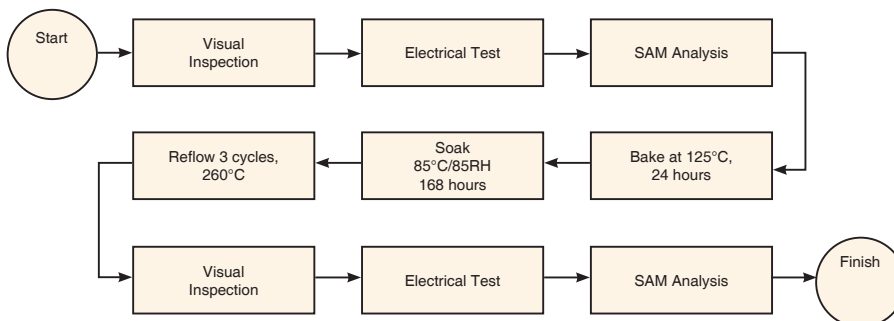 Start
Visual
Inspection
Electrical Test
SAM Analysis
Bake at 125°C,
24 hours
Soak
85°C/85RH
168 hours
Reflow 3 cycles,
260°C
Visual
Inspection
Electrical Test
SAM Analysis
Finish